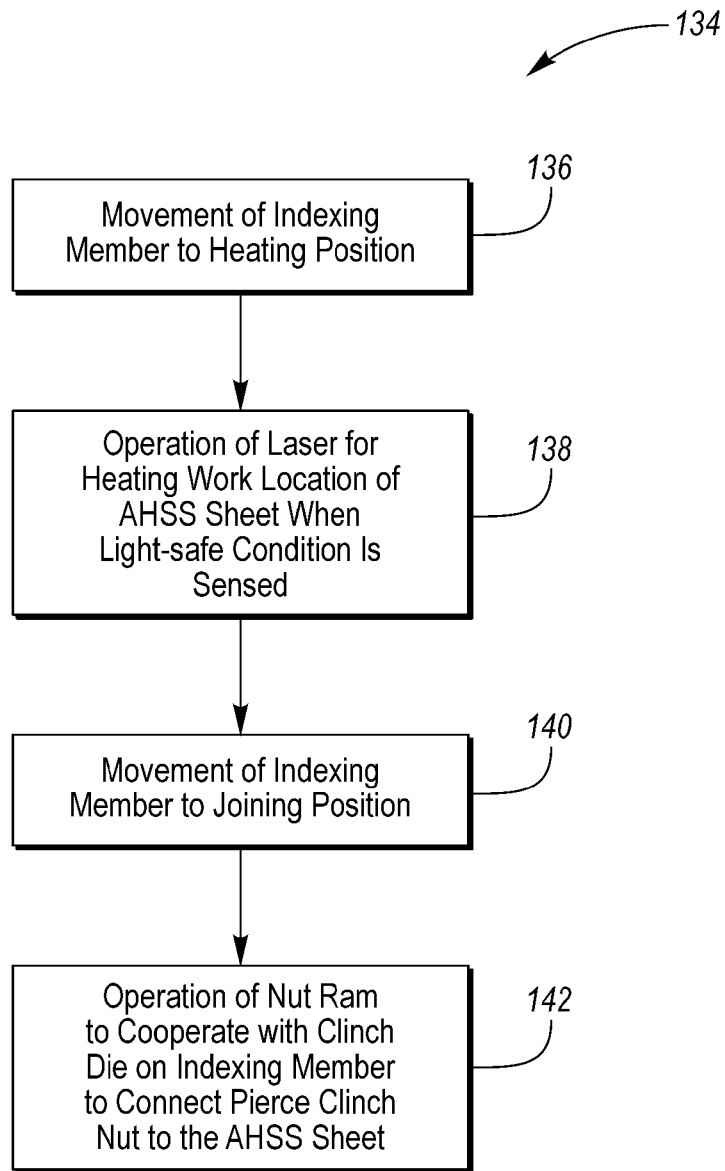 134
136
Movement of Indexing
Member to Heating Position
138
Operation of Laser for
Heating Work Location of
AHSS Sheet When
Light-safe Condition Is
Sensed
140
Movement of Indexing
Member to Joining Position
142
Operation of Nut Ram
to Cooperate with Clinch
Die on Indexing Member
to Connect Pierce Clinch
Nut to the AHSS Sheet